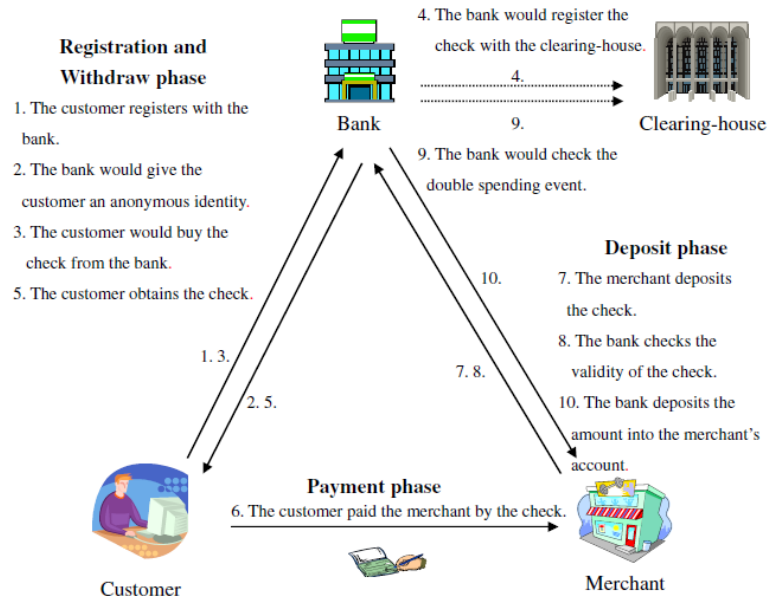 Registration and
Withdraw phase
1. The customer registers with the
bank.
2. The bank would give the
customer an anonymous identity.
3. The customer would buy the
check from the bank.
5. The customer obtains the check.
Bank
4. The bank would register the
check with the clearing-house.
4.
9.
Clearing-house
9. The bank would check the
double spending event.
Deposit phase
7. The merchant deposits
the check.
8. The bank checks the
validity of the check.
10. The bank deposits the
amount into the merchant's
account.
10.
7. 8.
1. 3.
2. 5.
Payment phase
6. The customer paid the merchant by the check.
Customer
Merchant